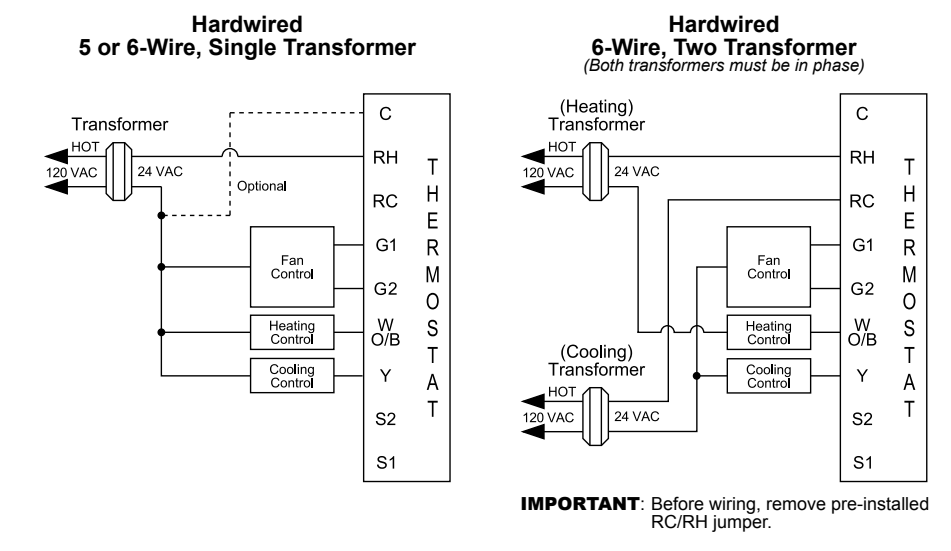 Hardwired
5 or 6-Wire, Single Transformer
Transformer
HOT
120 VAC
24 VAC
Optional
Fan
Control
Heating
Control
Cooling
Control
C
RH
RC
G1
G2
W
O/B
Y
S2
S1
THERMOSTAT
Hardwired
6-Wire, Two Transformer
(Both transformers must be in phase)
(Heating)
Transformer
HOT
120 VAC
24 VAC
Fan
Control
Heating
Control
Cooling
Control
(Cooling)
Transformer
HOT
120 VAC
24 VAC
C
RH
RC
G1
G2
W
O/B
Y
S2
S1
THERMOSTAT
IMPORTANT: Before wiring, remove pre-installed
RC/RH jumper.